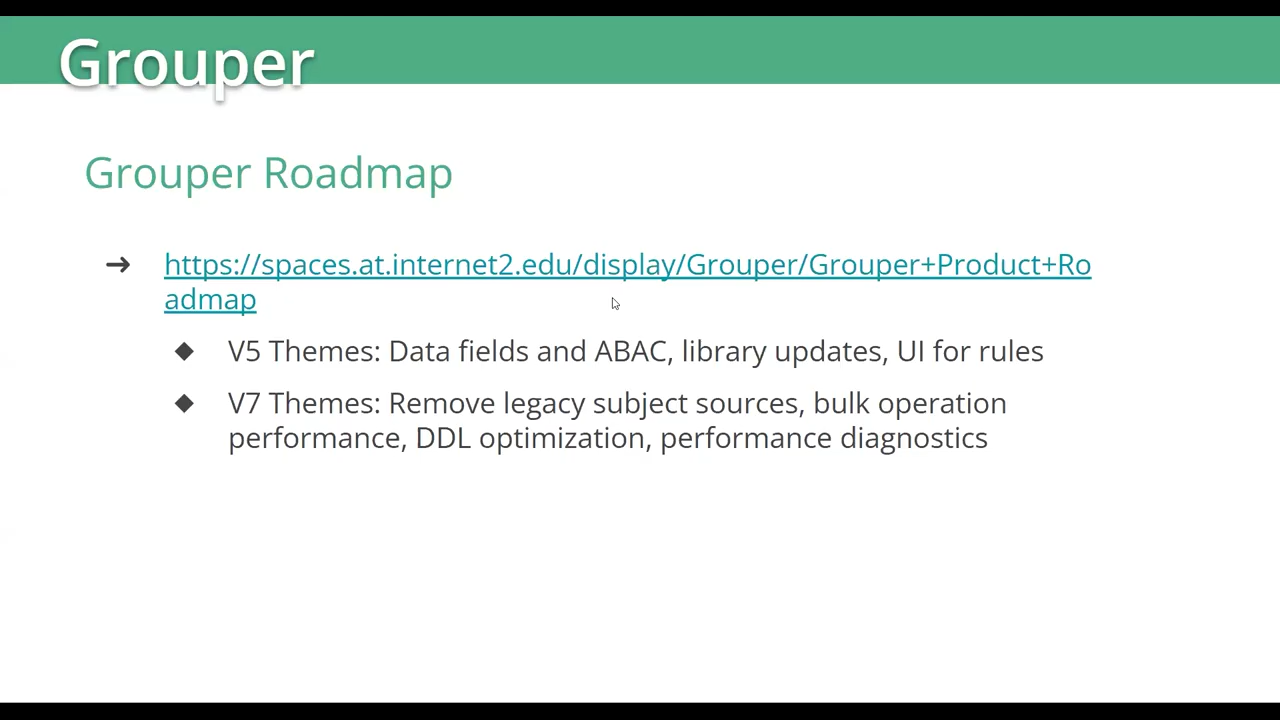 Grouper
Grouper Roadmap
➔ https://spaces.at.internet2.edu/display/Grouper/Grouper+Product+Ro
admap
◆ V5 Themes: Data fields and ABAC, library updates, UI for rules
◆ V7 Themes: Remove legacy subject sources, bulk operation
performance, DDL optimization, performance diagnostics